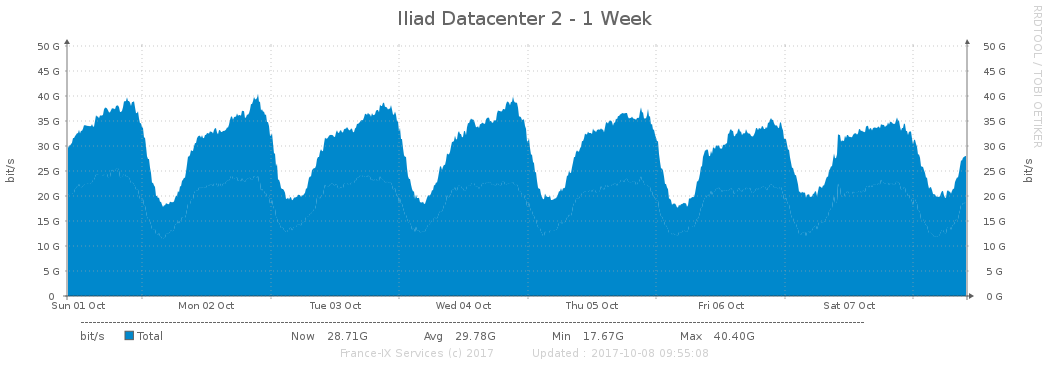 Iliad Datacenter 2 - 1 Week
RRDTOOL / TOBI OETIKER
bit/s
bit/s
50 G 50 G
45 G 45 G
40 G 40 G
35 G 35 G
30 G 30 G
25 G 25 G
20 G 20 G
15 G 15 G
10 G 10 G
5 G 5 G
0 0 G
Sun 01 Oct Mon 02 Oct Tue 03 Oct Wed 04 Oct Thu 05 Oct Fri 06 Oct Sat 07 Oct
bit/s Total Now 28.71G Avg 29.78G Min 17.67G Max 40.40G
France-IX Services (c) 2017 Updated : 2017-10-08 09:55:08